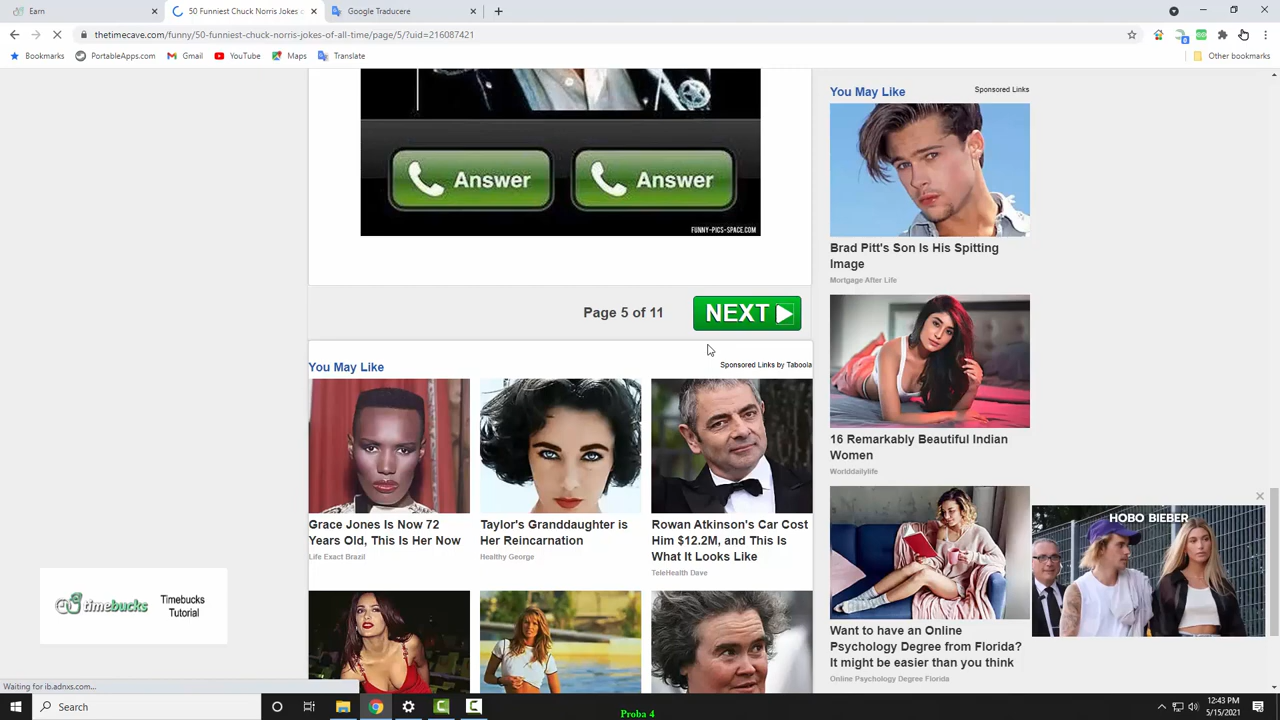 Earn
50 Funniest Chuck Norris Jokes o
Google Traducere
thetimecave.com/funny/50-funniest-chuck-norris-jokes-of-all-time/page/5/?uid=216087421
Bookmarks
PortableApps.com
Gmail
YouTube
Maps
Translate
Other bookmarks
Answer
Answer
FUNNY-PICS-SPACE.COM
Page 5 of 11
NEXT
You May Like
Sponsored Links by Taboola
Grace Jones Is Now 72
Years Old, This Is Her Now
Life Exact Brazil
Taylor's Granddaughter is
Her Reincarnation
Healthy George
Rowan Atkinson's Car Cost
Him $12.2M, and This Is
What It Looks Like
TeleHealth Dave
You May Like
Sponsored Links
Brad Pitt's Son Is His Spitting
Image
Mortgage After Life
16 Remarkably Beautiful Indian
Women
Worlddailylife
Want to have an Online
Psychology Degree from Florida?
It might be easier than you think
Online Psychology Degree Florida
HOBO BIEBER
timebucks
Timebucks
Tutorial
Waiting for ib.adnxs.com...
Search
12:43 PM
5/15/2021
Proba 4